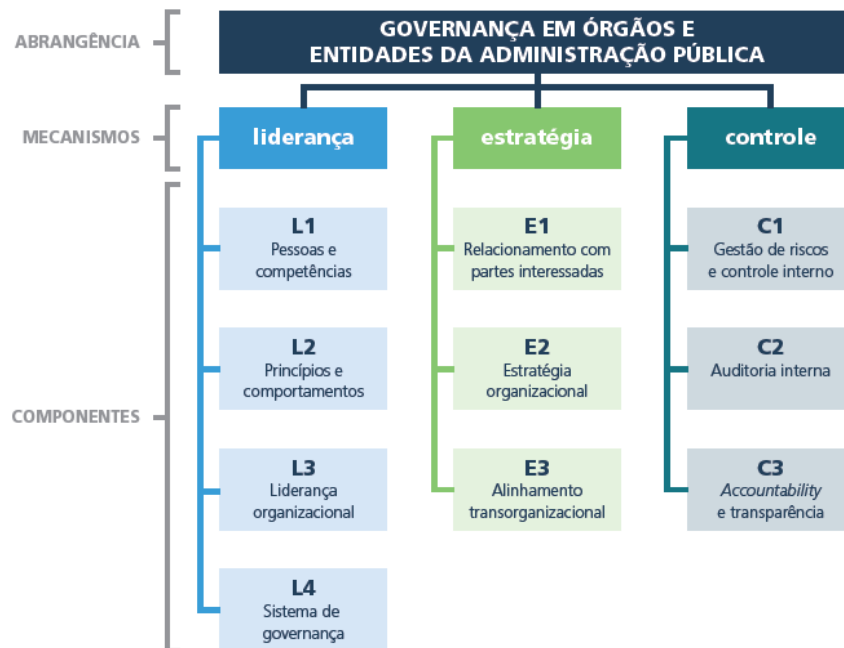 ABRANGÊNCIA
GOVERNANÇA EM ÓRGÃOS E
ENTIDADES DA ADMINISTRAÇÃO PÚBLICA
MECANISMOS
liderança
estratégia
controle
COMPONENTES
L1
Pessoas e
competências
L2
Princípios e
comportamentos
L3
Liderança
organizacional
L4
Sistema de
governança
E1
Relacionamento com
partes interessadas
E2
Estratégia
organizacional
E3
Alinhamento
transorganizacional
C1
Gestão de riscos
e controle interno
C2
Auditoria interna
C3
Accountability
e transparência